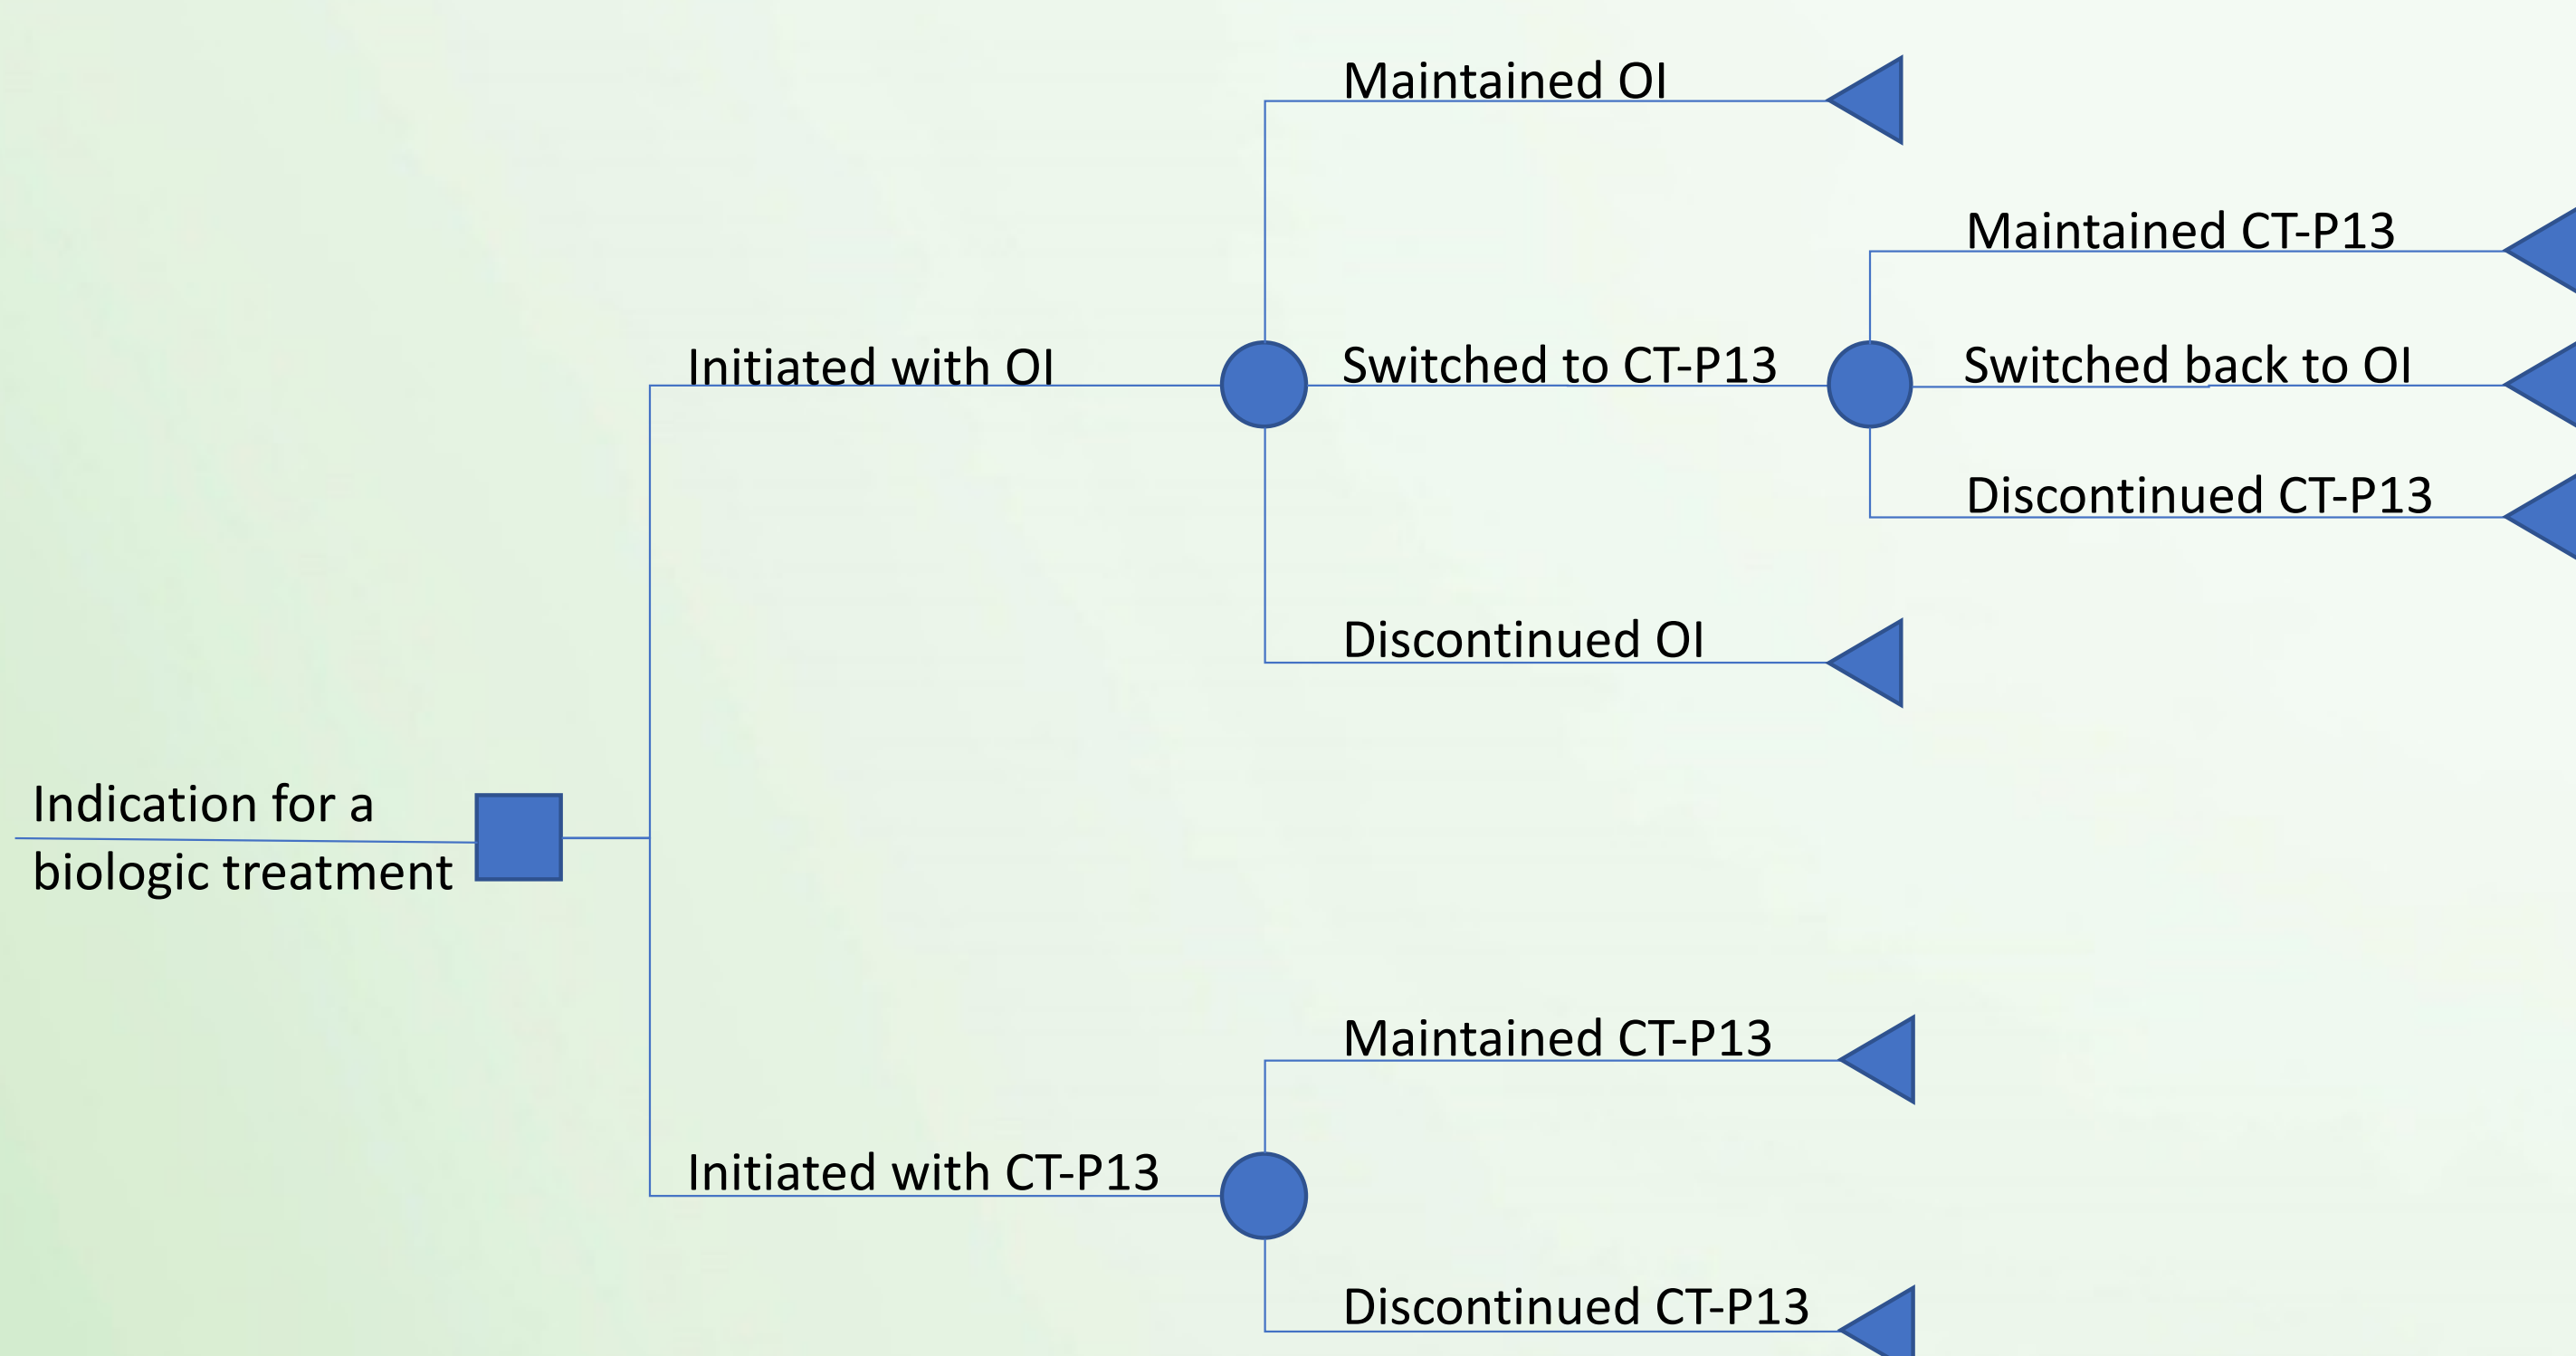 Maintained OI
Maintained CT-P13
Initiated with OI
Switched to CT-P13
Switched back to OI
Discontinued CT-P13
Discontinued OI
Indication for a
biologic treatment
Maintained CT-P13
Initiated with CT-P13
Discontinued CT-P13